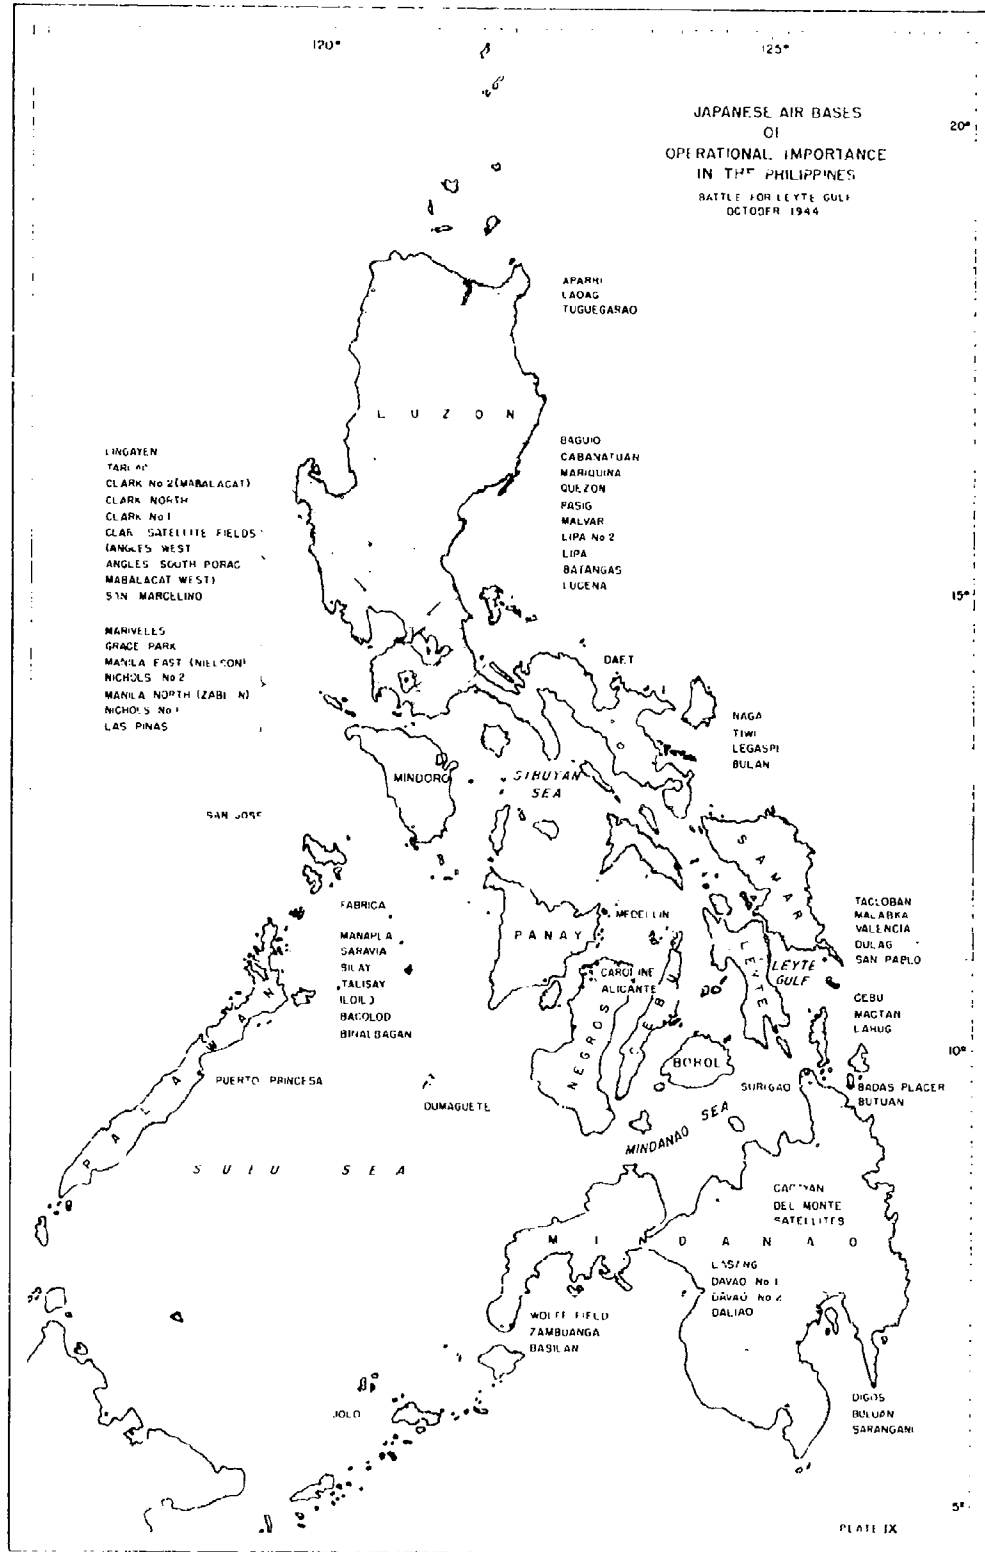 120°
125°
JAPANESE AIR BASES
OF
OPERATIONAL IMPORTANCE
IN THE PHILIPPINES
BATTLE FOR LEYTE GULF
OCTOBER 1944
20°
APARRI
LAOAG
TUGUEGARAO
LUZON
LINGAYEN
TARLAC
CLARK No 2 (MABALACAT)
CLARK NORTH
CLARK No 1
CLARK SATELLITE FIELDS
(ANGLES WEST
ANGLES SOUTH PORAC
MABALACAT WEST)
SAN MARCELINO
BAGUIO
CABANATUAN
MARIQUINA
QUEZON
PASIG
MALVAR
LIPA No 2
LIPA
BATANGAS
LUCENA
15°
MARIVELES
GRACE PARK
MANILA EAST (NIELSON)
NICHOLS No 2
MANILA NORTH
NICHOLS No 1
LAS PINAS
DAET
NAGA
TIWI
LEGASPI
BULAN
MINDORO
SIBUYAN
SEA
SAN JOSE
SAMAR
FABRICA
MANAPLA
SARAVIA
SILAY
TALISAY
ILOILO
BACOLOD
BINALBAGAN
PANAY
MEDELLIN
CAROLINE
ALICANTE
LEYTE
LEYTE
GULF
TACLOBAN
MALABKA
VALENCIA
DULAG
SAN PABLO
CEBU
MACTAN
LAHUG
NEGROS
CEBU
BOHOL
10°
PALAWAN
PUERTO PRINCESA
DUMAGUETE
SURIGAO
BADAS PLACER
BUTUAN
MINDANAO SEA
SULU SEA
CAGAYAN
DEL MONTE
SATELLITES
MINDANAO
LASANG
DAVAO No 1
DAVAO No 2
DALIAO
WOLFE FIELD
ZAMBUANGA
BASILAN
JOLO
DIGOS
BULUAN
SARANGANI
5°
PLATE IX